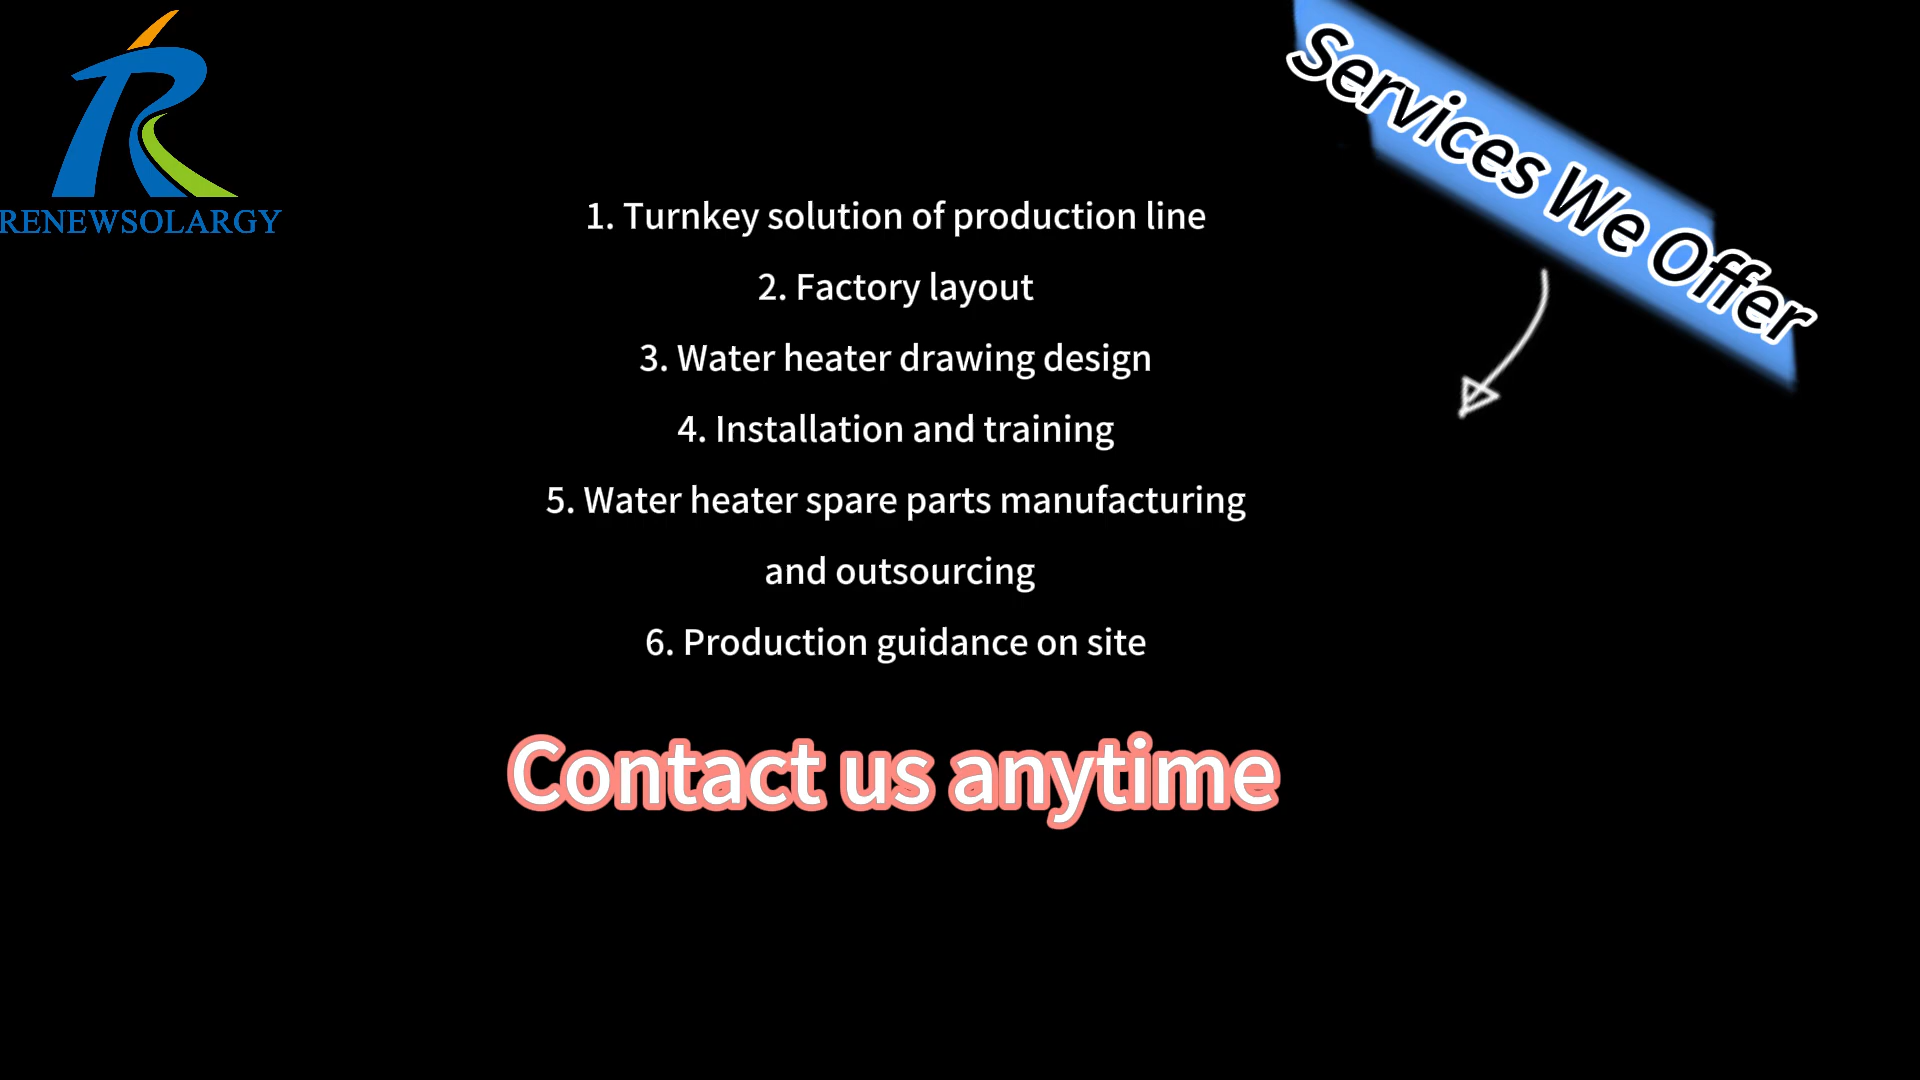 RENEWSOLARGY
Services We Offer
1. Turnkey solution of production line
2. Factory layout
3. Water heater drawing design
4. Installation and training
5. Water heater spare parts manufacturing
and outsourcing
6. Production guidance on site
Contact us anytime